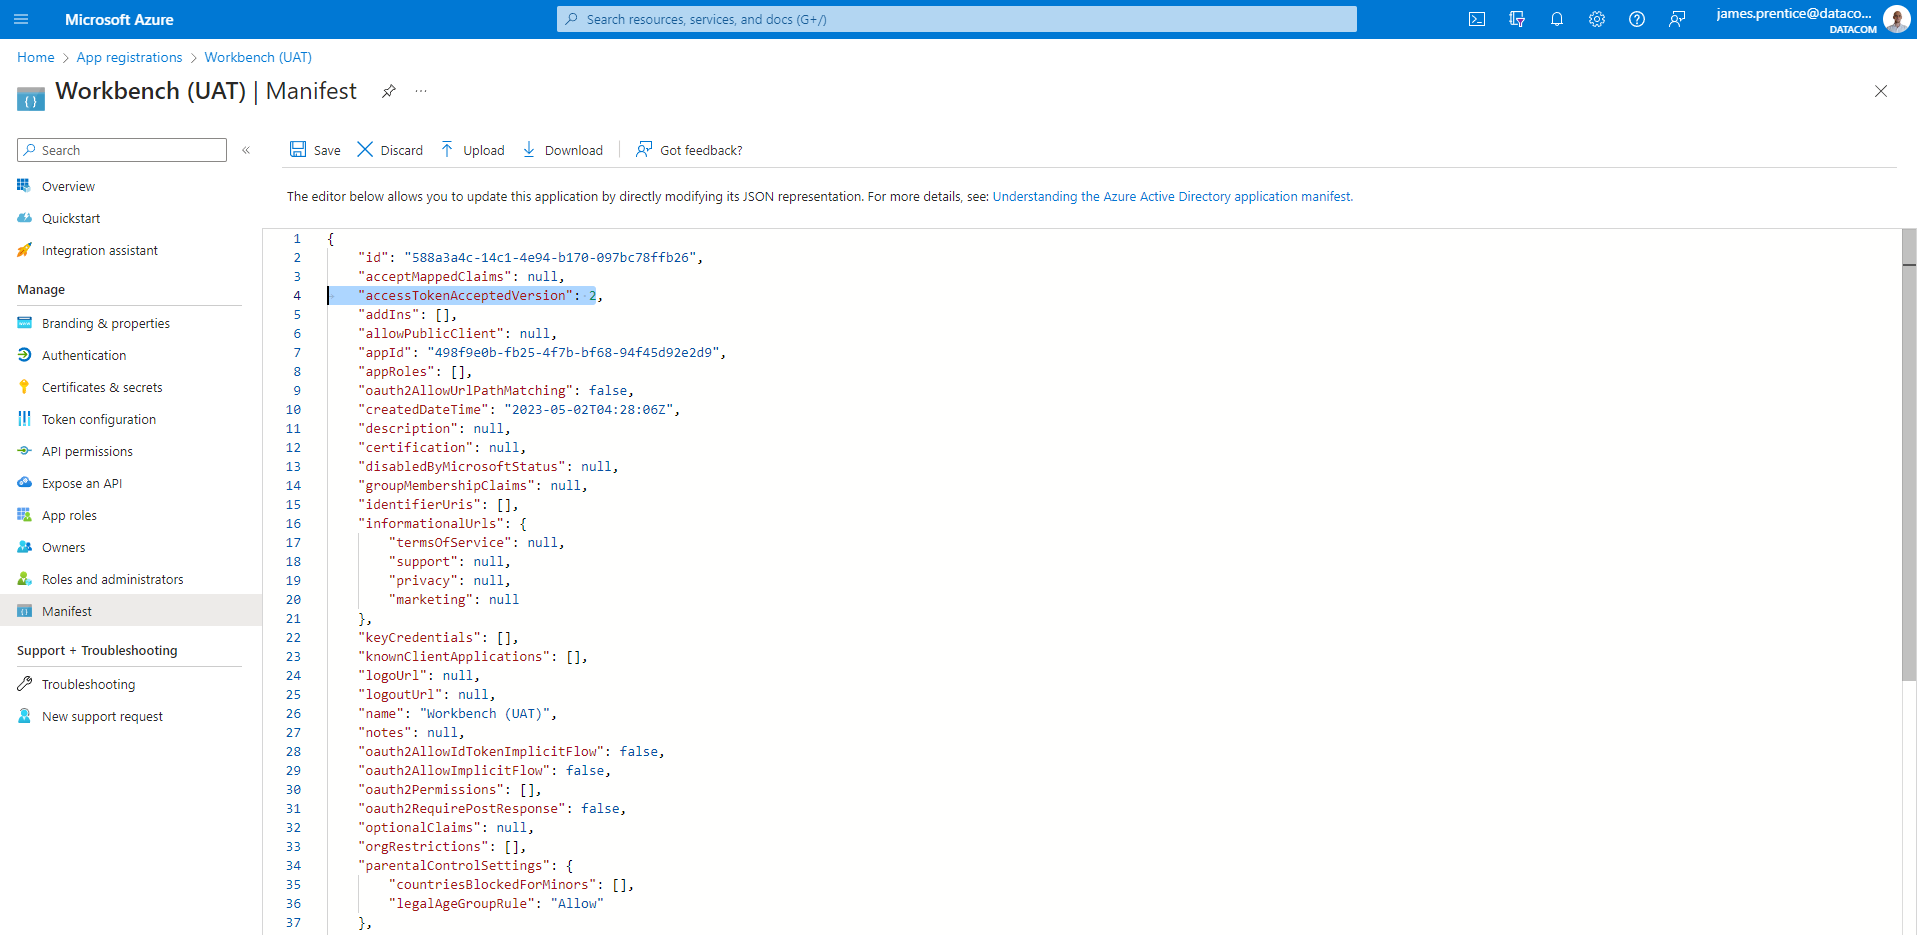 Microsoft Azure
Search resources, services, and docs (G+/)
james.prentice@dataco...
DATACOM
Home > App registrations > Workbench (UAT)
Workbench (UAT) | Manifest
Search
«
Save
Discard
Upload
Download
Got feedback?
Overview
Quickstart
Integration assistant
Manage
Branding & properties
Authentication
Certificates & secrets
Token configuration
API permissions
Expose an API
App roles
Owners
Roles and administrators
Manifest
Support + Troubleshooting
Troubleshooting
New support request
The editor below allows you to update this application by directly modifying its JSON representation. For more details, see: Understanding the Azure Active Directory application manifest.
1 {
2 "id": "588a3a4c-14c1-4e94-b170-097bc78ffb26",
3 "acceptMappedClaims": null,
4 "accessTokenAcceptedVersion": 2,
5 "addIns": [],
6 "allowPublicClient": null,
7 "appId": "498f9e0b-fb25-4f7b-bf68-94f45d92e2d9",
8 "appRoles": [],
9 "oauth2AllowUrlPathMatching": false,
10 "createdDateTime": "2023-05-02T04:28:06Z",
11 "description": null,
12 "certification": null,
13 "disabledByMicrosoftStatus": null,
14 "groupMembershipClaims": null,
15 "identifierUris": [],
16 "informationalUrls": {
17 "termsOfService": null,
18 "support": null,
19 "privacy": null,
20 "marketing": null
21 },
22 "keyCredentials": [],
23 "knownClientApplications": [],
24 "logoUrl": null,
25 "logoutUrl": null,
26 "name": "Workbench (UAT)",
27 "notes": null,
28 "oauth2AllowIdTokenImplicitFlow": false,
29 "oauth2AllowImplicitFlow": false,
30 "oauth2Permissions": [],
31 "oauth2RequirePostResponse": false,
32 "optionalClaims": null,
33 "orgRestrictions": [],
34 "parentalControlSettings": {
35 "countriesBlockedForMinors": [],
36 "legalAgeGroupRule": "Allow"
37 },